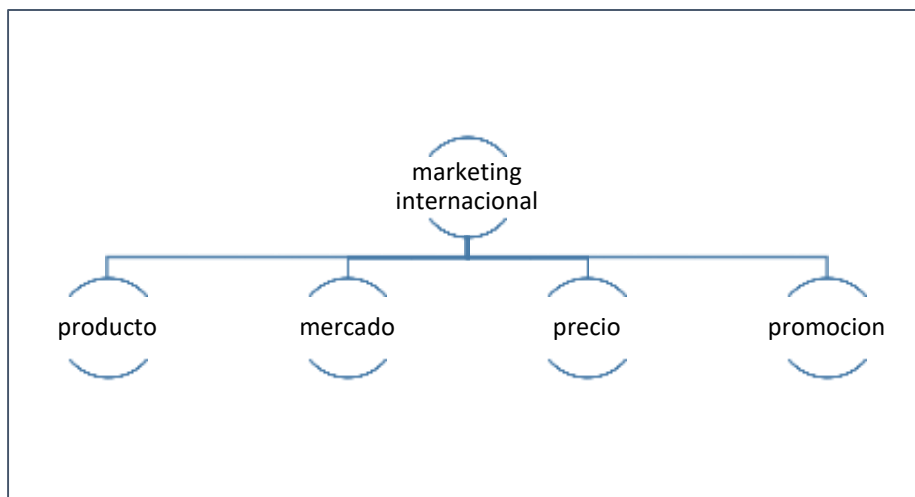 marketing
internacional
producto
mercado
precio
promocion